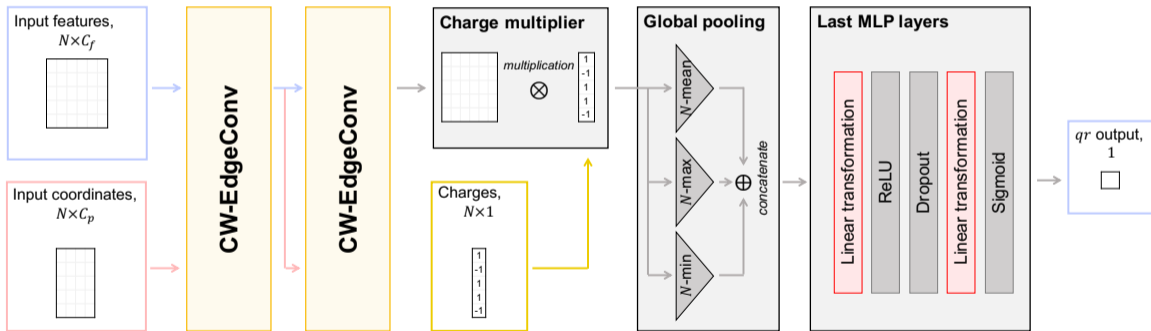 Input features,
N×C_f
Input coordinates,
N×C_p
CW-EdgeConv
CW-EdgeConv
Charge multiplier
multiplication
⊗
1
-1
1
1
-1
Charges,
N×1
1
-1
1
1
-1
Global pooling
N-mean
N-max
N-min
⊕
concatenate
Last MLP layers
Linear transformation
ReLU
Dropout
Linear transformation
Sigmoid
qr output,
1